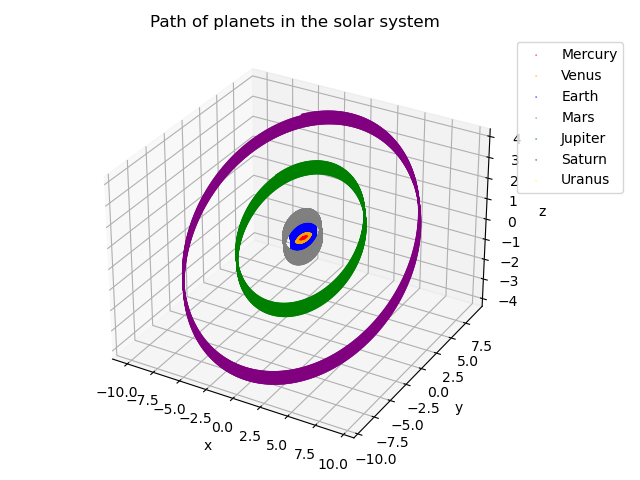 Path of planets in the solar system
Mercury
Venus
Earth
Mars
Jupiter
Saturn
Uranus
4
3
2
1
0
−1
−2
−3
−4
z
−10.0
−7.5
−5.0
−2.5
0.0
2.5
5.0
7.5
10.0
x
7.5
5.0
2.5
0.0
−2.5
−5.0
−7.5
−10.0
y